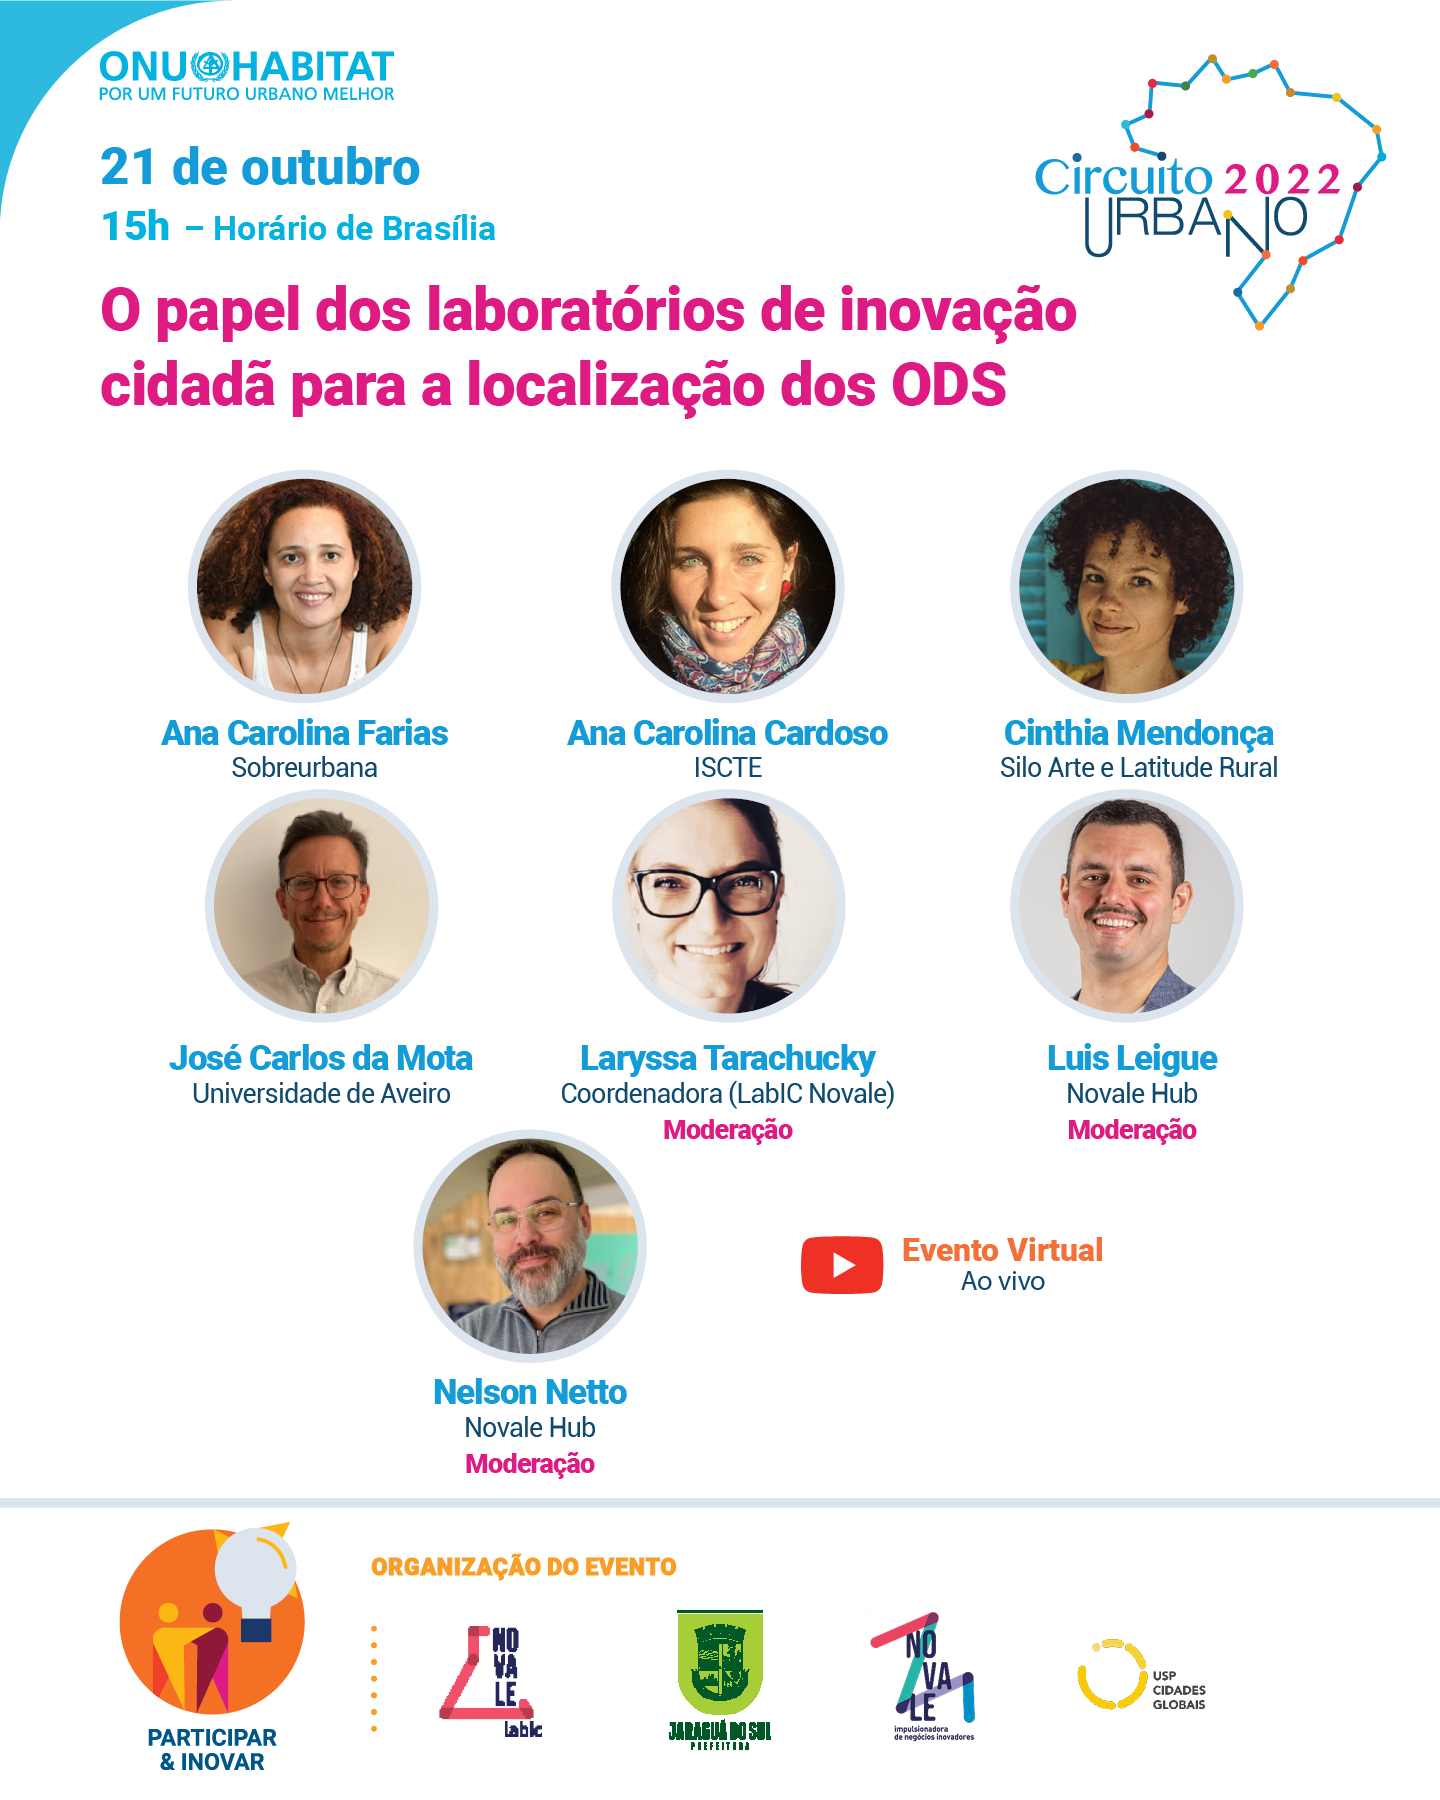 ONU HABITAT
POR UM FUTURO URBANO MELHOR
21 de outubro
15h – Horário de Brasília
Circuito 2022
URBANO
O papel dos laboratórios de inovação
cidadã para a localização dos ODS
Ana Carolina Farias
Sobreurbana
Ana Carolina Cardoso
ISCTE
Cinthia Mendonça
Silo Arte e Latitude Rural
José Carlos da Mota
Universidade de Aveiro
Laryssa Tarachucky
Coordenadora (LabIC Novale)
Moderação
Luis Leigue
Novale Hub
Moderação
Nelson Netto
Novale Hub
Moderação
Evento Virtual
Ao vivo
PARTICIPAR
& INOVAR
ORGANIZAÇÃO DO EVENTO
NO
VA
LE
labic
JARAGUÁ DO SUL
PREFEITURA
NO
VA
LE
impulsionadora
de negócios inovadores
USP
CIDADES
GLOBAIS